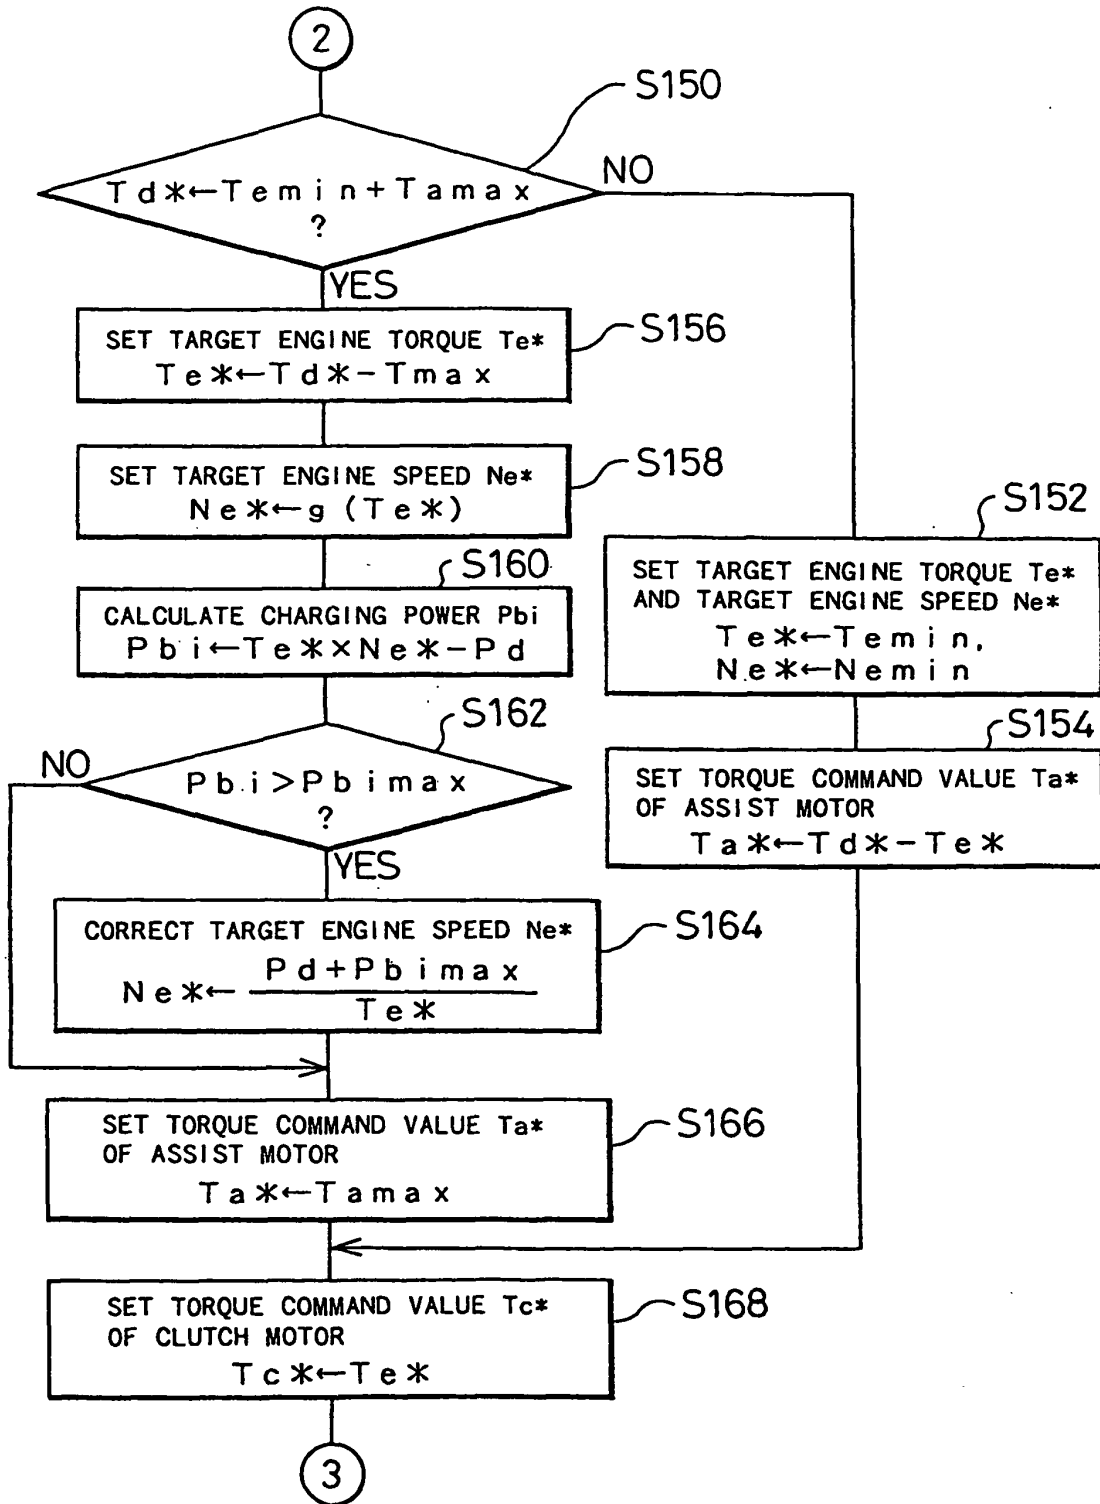 2
S150
Td*←Temin+Tamax
?
NO
YES
SET TARGET ENGINE TORQUE Te*
Te*←Td*-Tmax
S156
SET TARGET ENGINE SPEED Ne*
Ne*←g (Te*)
S158
S160
CALCULATE CHARGING POWER Pbi
Pbi←Te*×Ne*-Pd
S152
SET TARGET ENGINE TORQUE Te*
AND TARGET ENGINE SPEED Ne*
Te*←Temin,
Ne*←Nemin
S162
NO
Pbi>Pbimax
?
YES
S154
SET TORQUE COMMAND VALUE Ta*
OF ASSIST MOTOR
Ta*←Td*-Te*
CORRECT TARGET ENGINE SPEED Ne*
Pd+Pbimax
Ne*←
Te*
S164
SET TORQUE COMMAND VALUE Ta*
OF ASSIST MOTOR
Ta*←Tamax
S166
SET TORQUE COMMAND VALUE Tc*
OF CLUTCH MOTOR
Tc*←Te*
S168
3